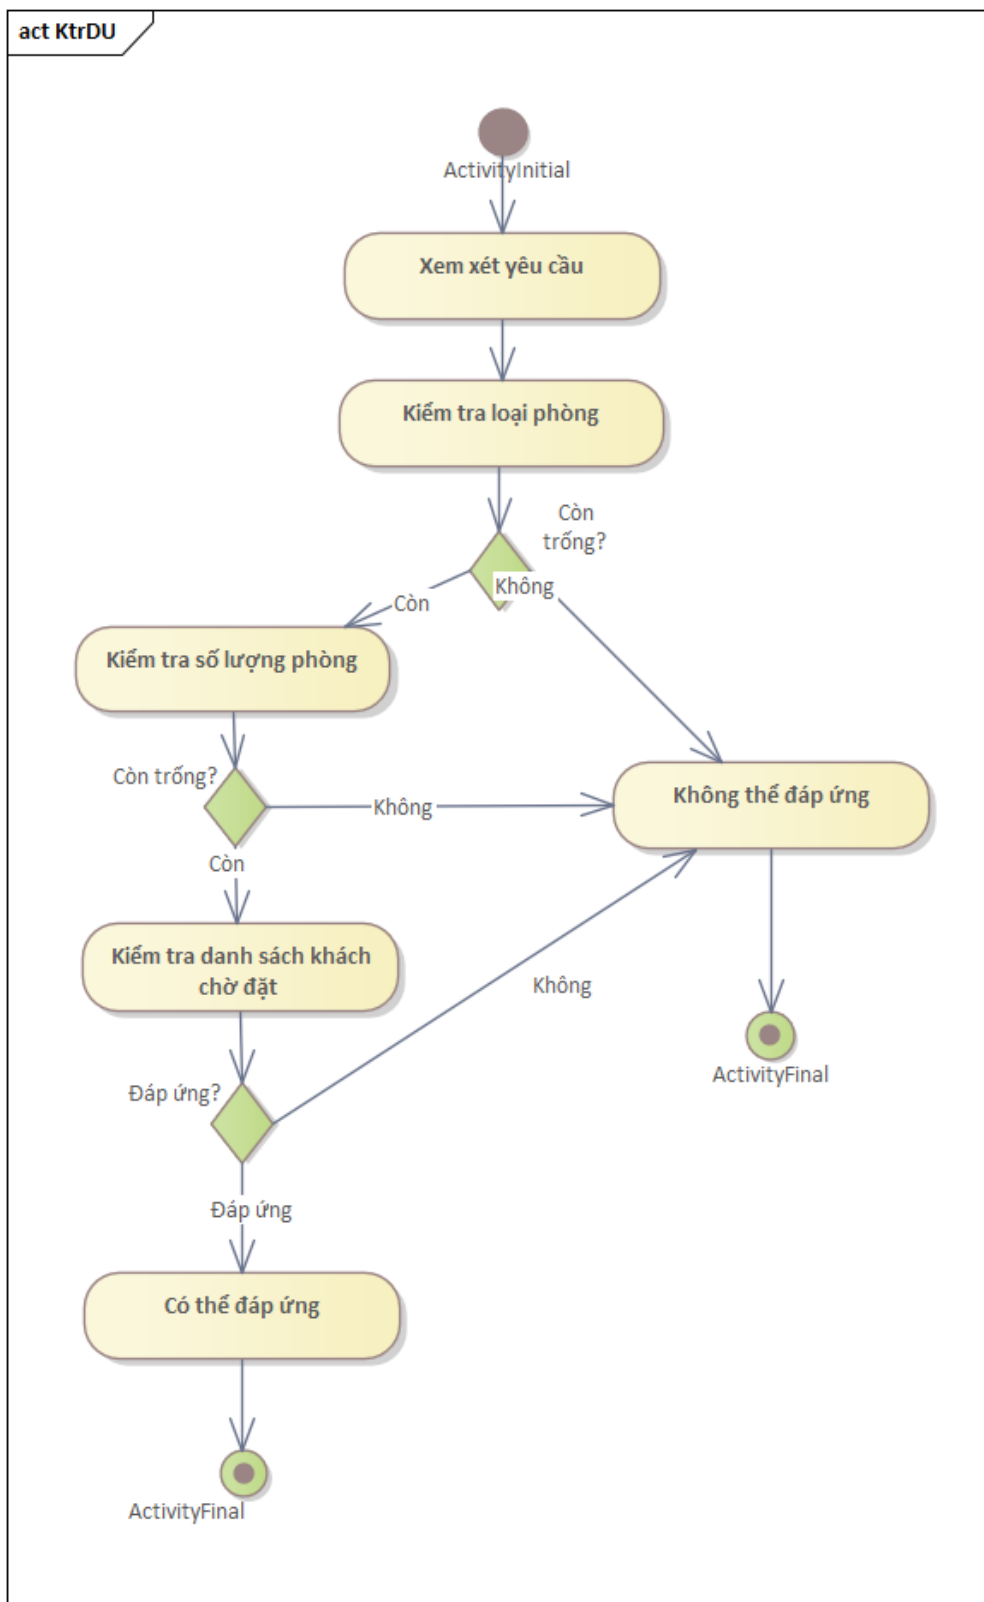 act KtrDU
ActivityInitial
Xem xét yêu cầu
Kiểm tra loại phòng
Còn
trống?
Không
Còn
Kiểm tra số lượng phòng
Còn trống?
Không
Không thể đáp ứng
Còn
Kiểm tra danh sách khách
chờ đặt
Không
ActivityFinal
Đáp ứng?
Đáp ứng
Có thể đáp ứng
ActivityFinal